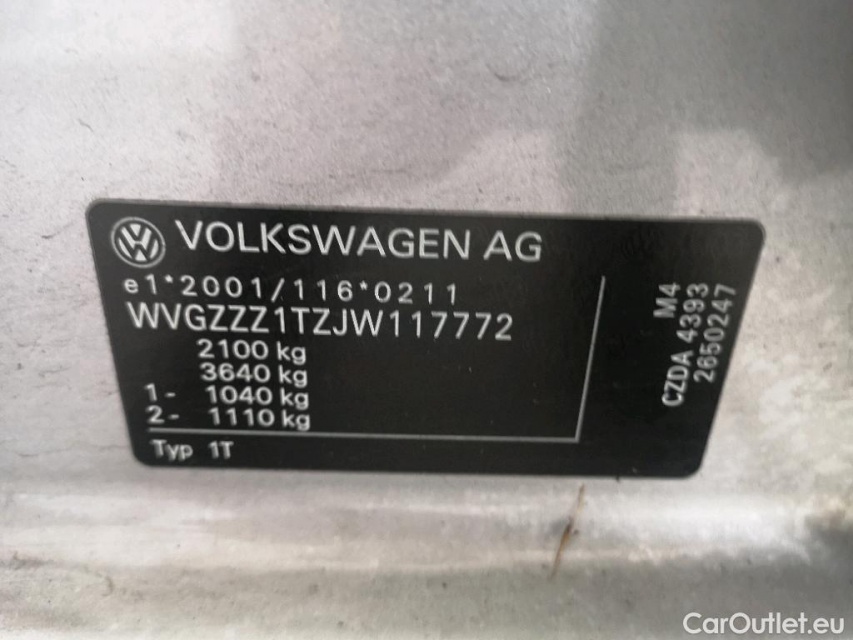 VOLKSWAGEN AG
e1*2001/116*0211
WVGZZZ1TZJW117772
2100 kg
3640 kg
1- 1040 kg
2- 1110 kg
Typ 1T
M4
CZDA 4393
2650247
CarOutlet.eu